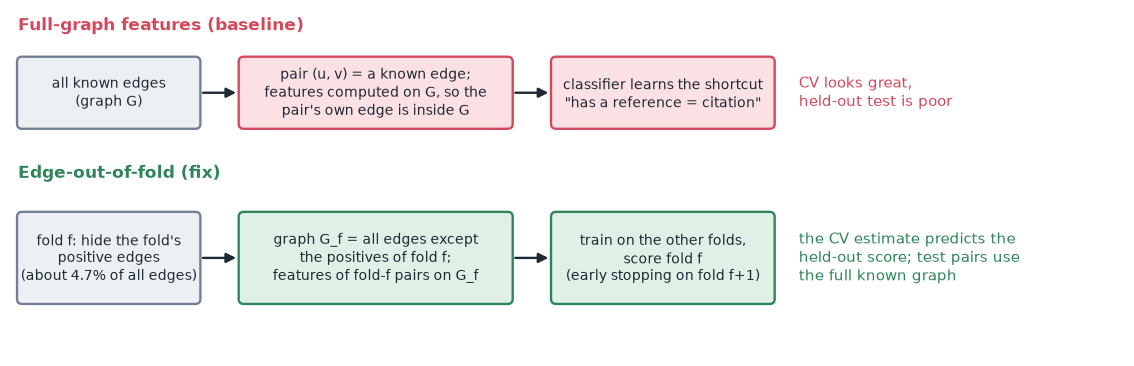 Full-graph features (baseline)
all known edges
(graph G)
pair (u, v) = a known edge;
features computed on G, so the
pair's own edge is inside G
classifier learns the shortcut
"has a reference = citation"
CV looks great,
held-out test is poor
Edge-out-of-fold (fix)
fold f: hide the fold's
positive edges
(about 4.7% of all edges)
graph G_f = all edges except
the positives of fold f;
features of fold-f pairs on G_f
train on the other folds,
score fold f
(early stopping on fold f+1)
the CV estimate predicts the
held-out score; test pairs use
the full known graph